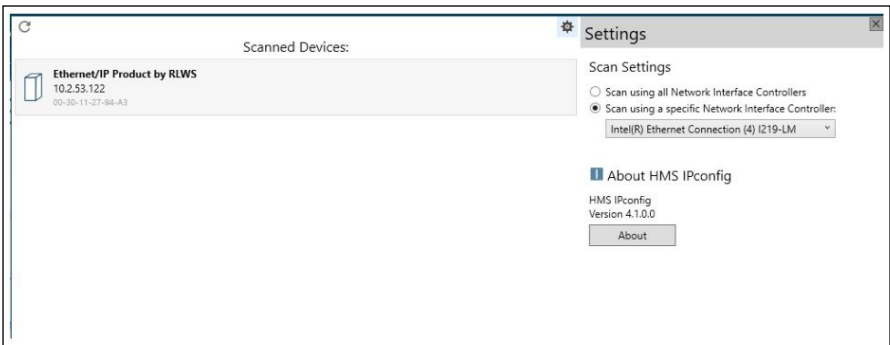 Scanned Devices:
Ethernet/IP Product by RLWS
10.2.53.122
00-30-11-27-94-A3
Settings
Scan Settings
Scan using all Network Interface Controllers
Scan using a specific Network Interface Controller:
Intel(R) Ethernet Connection (4) I219-LM
About HMS IPconfig
HMS IPconfig
Version 4.1.0.0
About